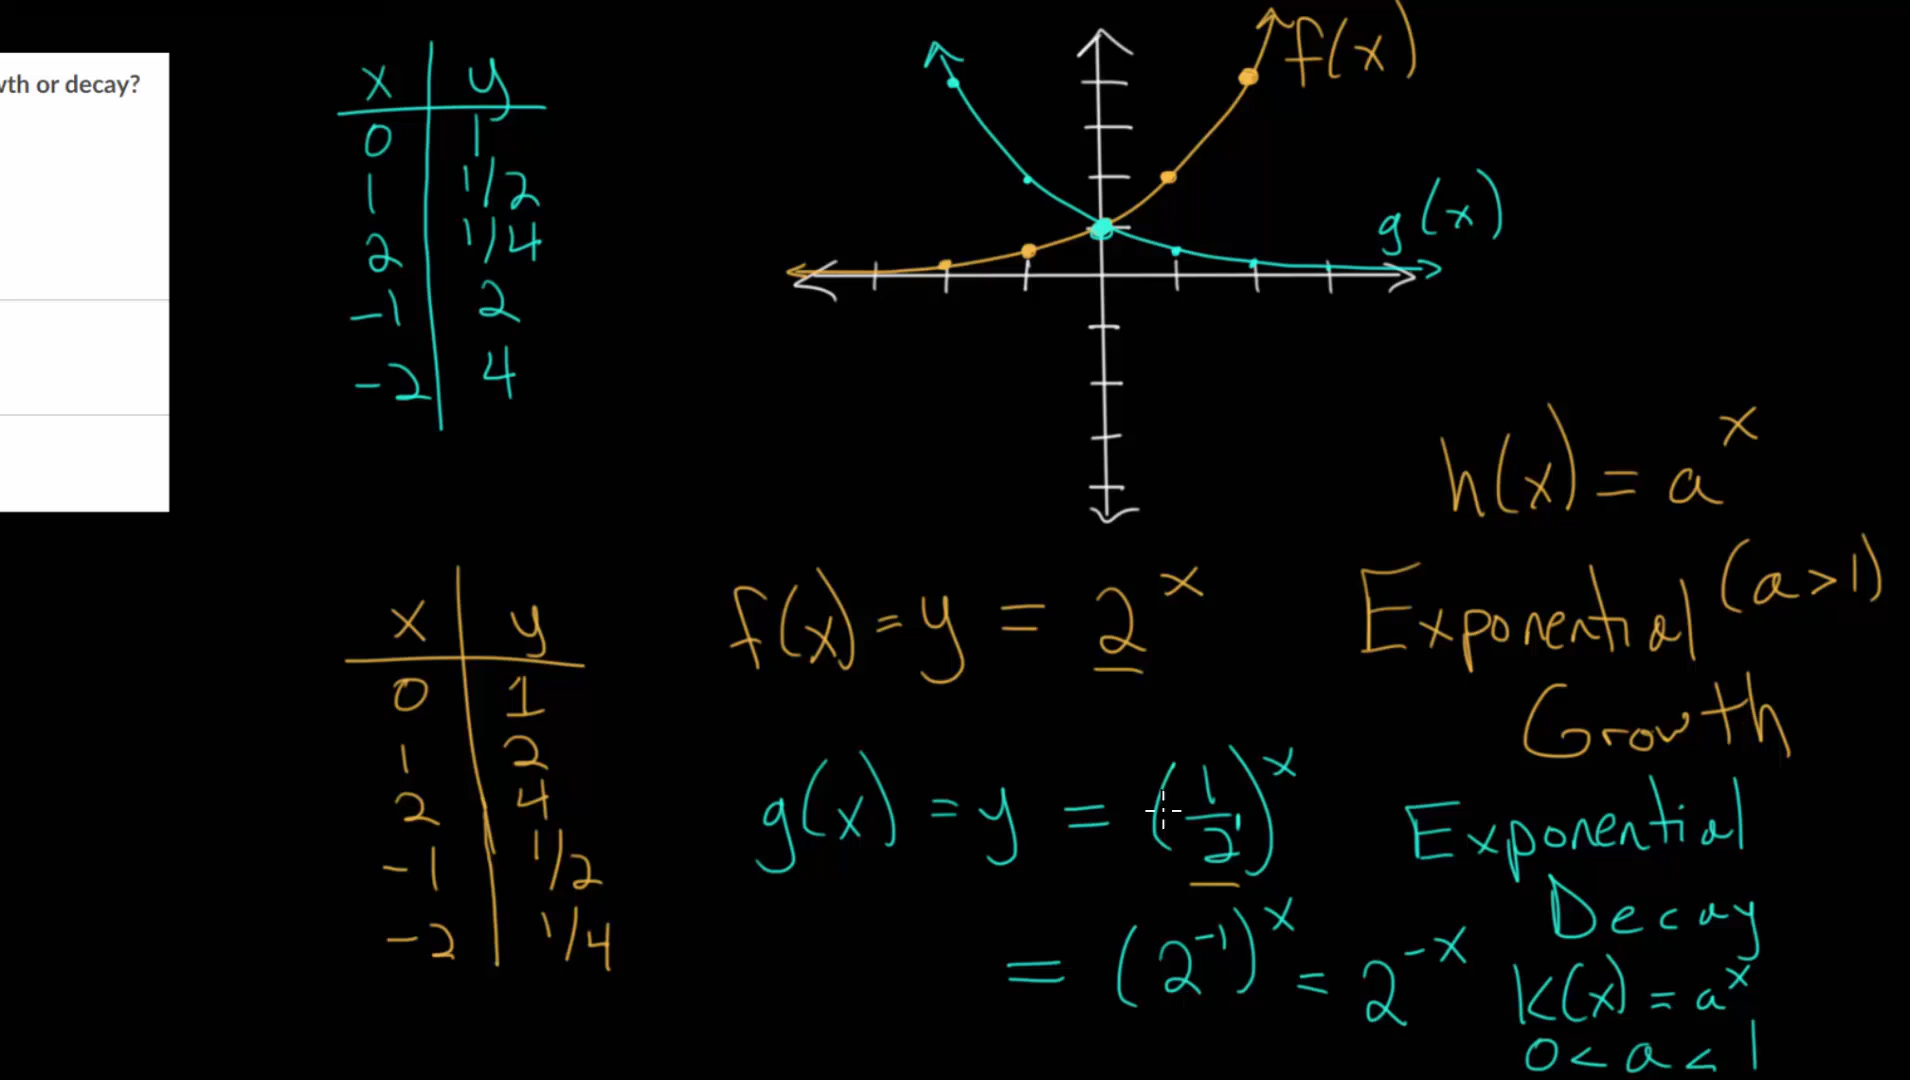 wth or decay?
x y
0 1
1 1/2
2 1/4
-1 2
-2 4
f(x)
g(x)
h(x) = a^x
(a>1)
Exponential
Growth
x y
0 1
1 2
2 4
-1 1/2
-2 1/4
f(x) = y = 2^x
g(x) = y = (1/2)^x
= (2^-1)^x = 2^-x
Exponential
Decay
k(x) = a^x
0 < a < 1